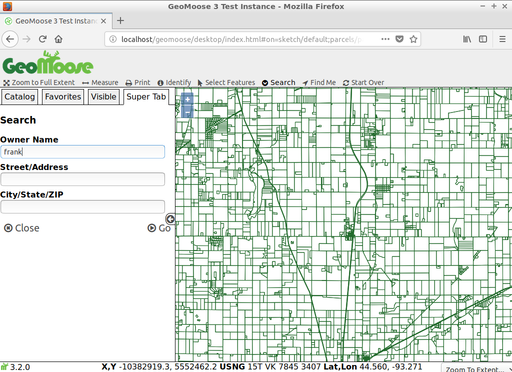 GeoMoose 3 Test Instance - Mozilla Firefox
GeoMoose 3 Test Instanc
localhost/geomoose/desktop/index.html#on=sketch/default;parcels/p
GeoMoose
Zoom to Full Extent Measure Print Identify Select Features Search Find Me Start Over
Catalog Favorites Visible Super Tab
Search
Owner Name
frank
Street/Address
City/State/ZIP
Close Go
3.2.0 X,Y -10382919.3, 5552462.2 USNG 15T VK 7845 3407 Lat,Lon 44.560, -93.271 Zoom To Extent...